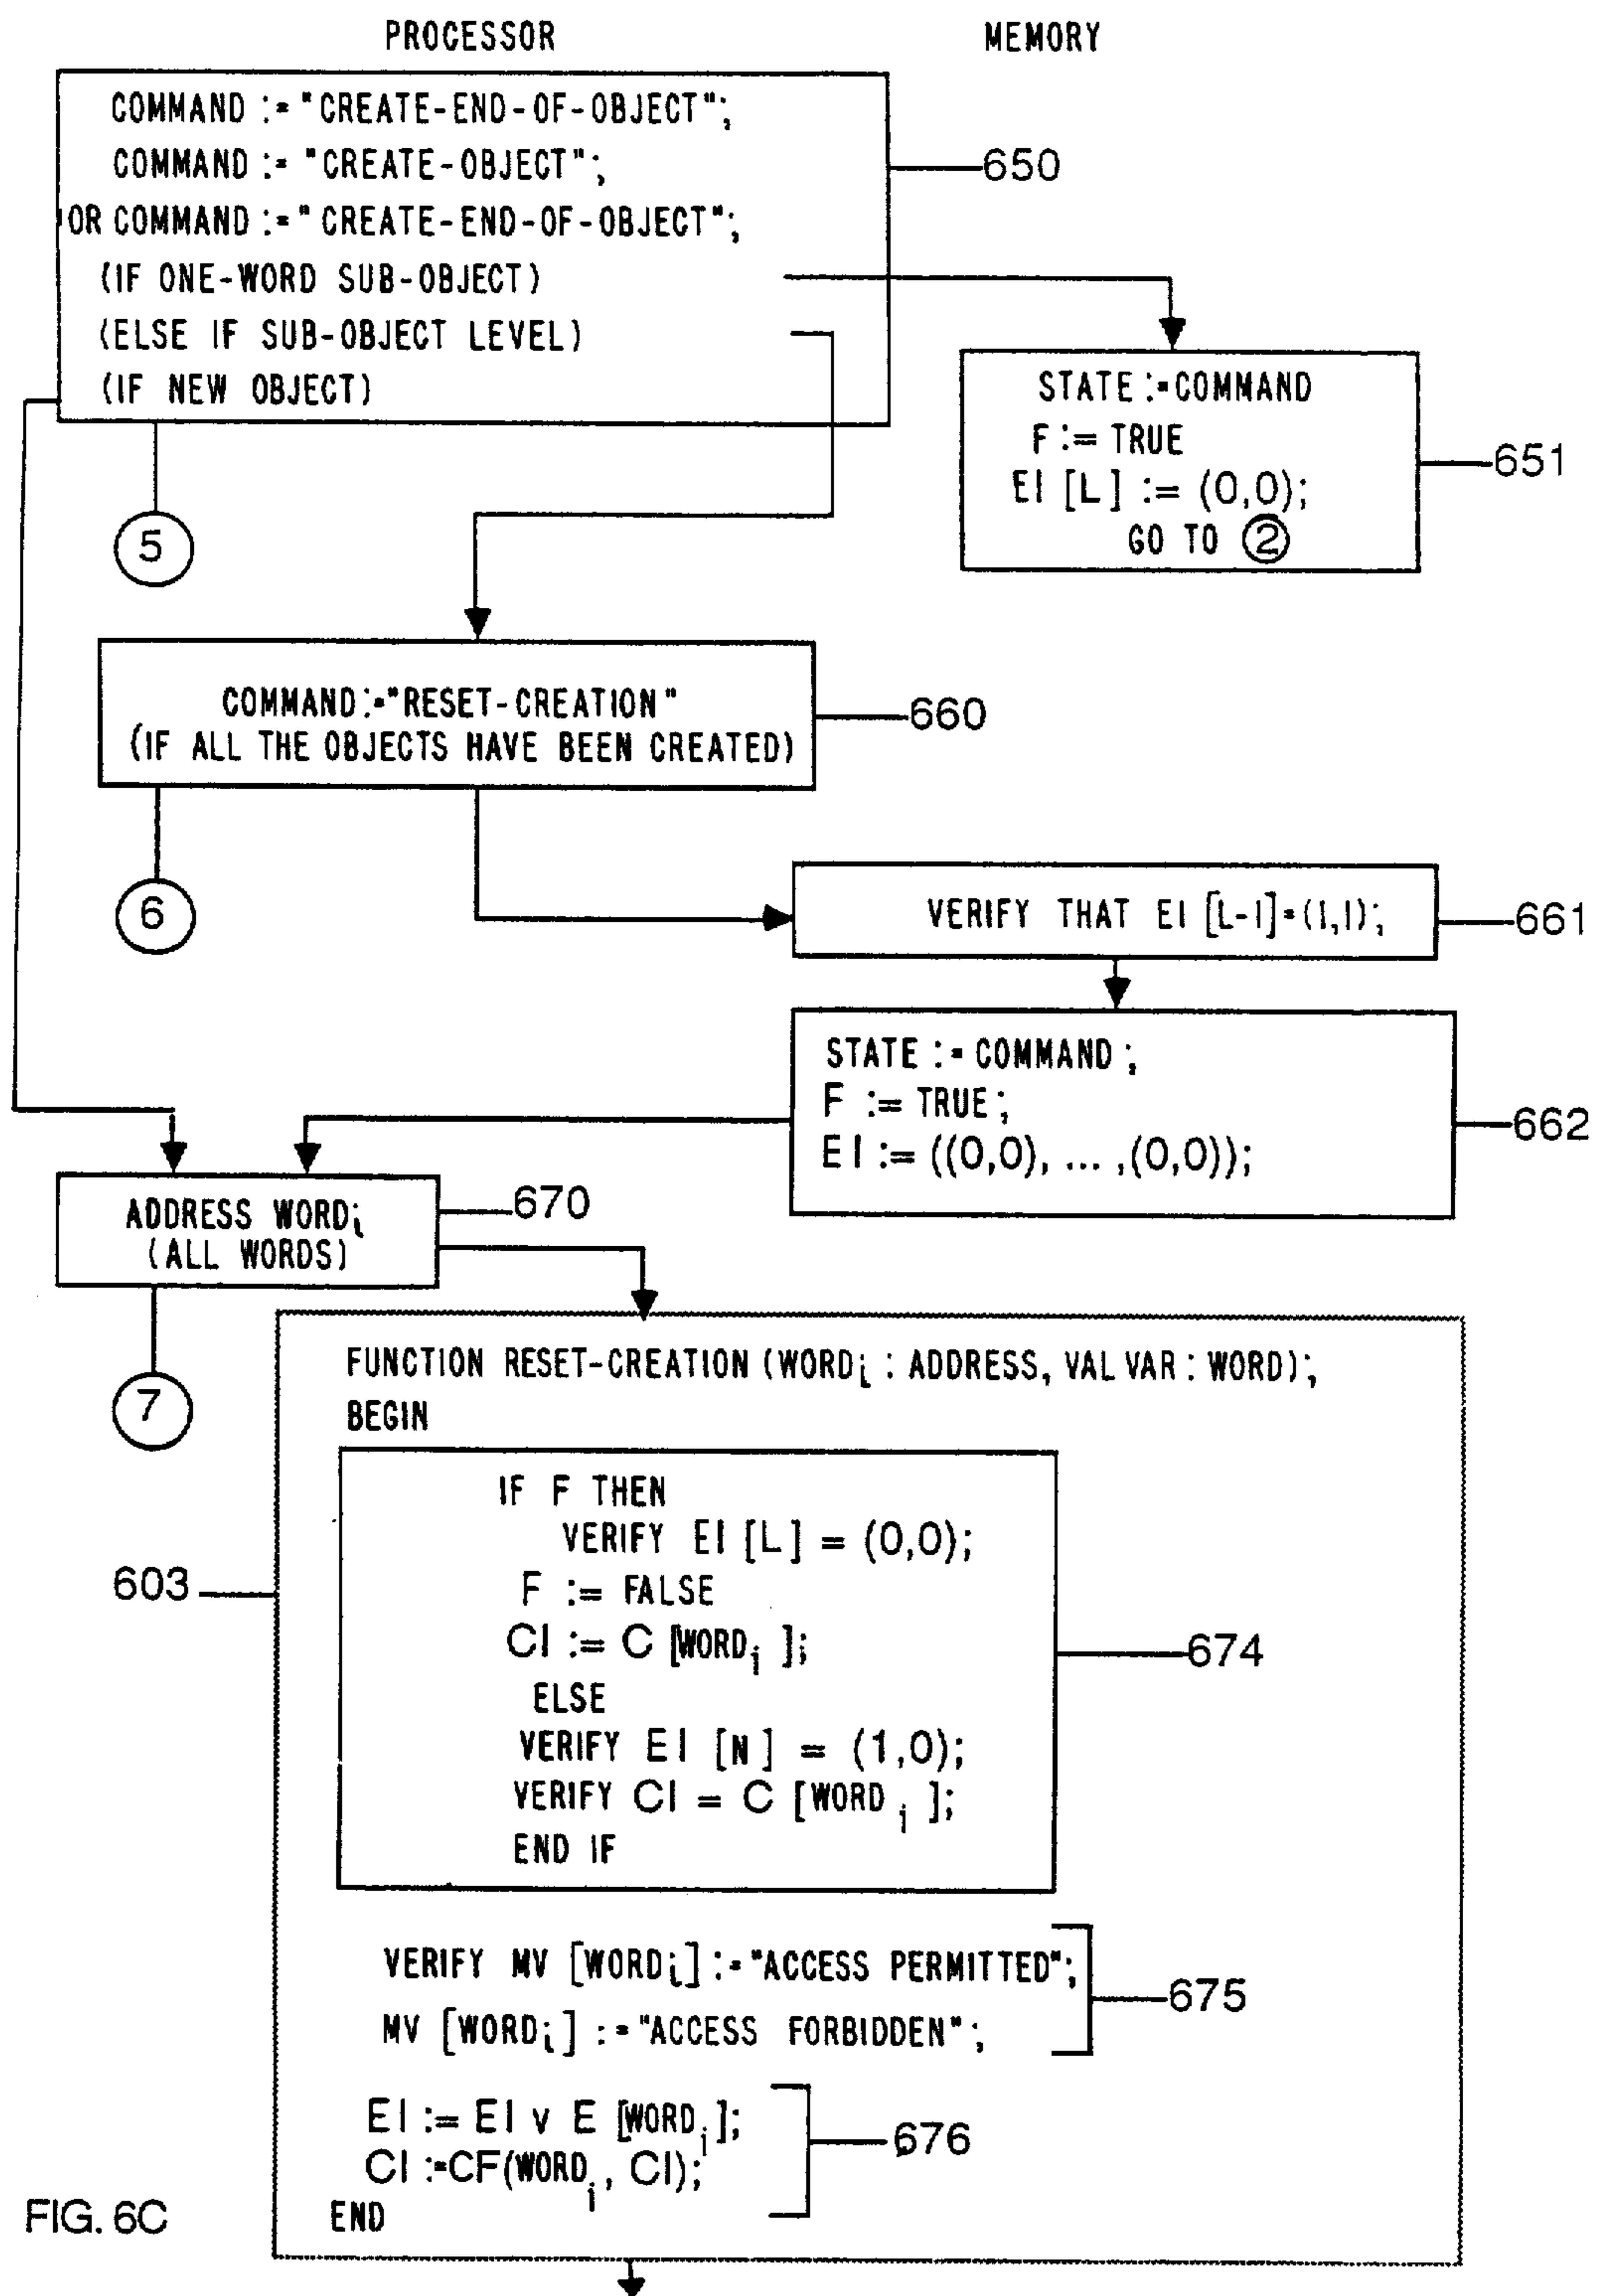 PROCESSOR MEMORY
COMMAND := "CREATE-END-OF-OBJECT";
COMMAND := "CREATE-OBJECT";
OR COMMAND := "CREATE-END-OF-OBJECT";
(IF ONE-WORD SUB-OBJECT)
(ELSE IF SUB-OBJECT LEVEL)
(IF NEW OBJECT)
650
STATE := COMMAND
F := TRUE
EI [L] := (0,0);
GO TO 2
651
5
COMMAND := "RESET-CREATION"
(IF ALL THE OBJECTS HAVE BEEN CREATED)
660
6
VERIFY THAT EI [L-1] = (1,1);
661
STATE := COMMAND;
F := TRUE;
EI := ((0,0), ... ,(0,0));
662
ADDRESS WORDi
(ALL WORDS)
670
7
FUNCTION RESET-CREATION (WORDi : ADDRESS, VAL VAR : WORD);
BEGIN
IF F THEN
VERIFY EI [L] = (0,0);
F := FALSE
CI := C [WORDi];
ELSE
VERIFY EI [N] = (1,0);
VERIFY CI = C [WORDi];
END IF
603
674
VERIFY MV [WORDi] := "ACCESS PERMITTED";
MV [WORDi] := "ACCESS FORBIDDEN";
675
EI := EI v E [WORDi];
CI := CF(WORDi, CI);
676
END
FIG. 6C